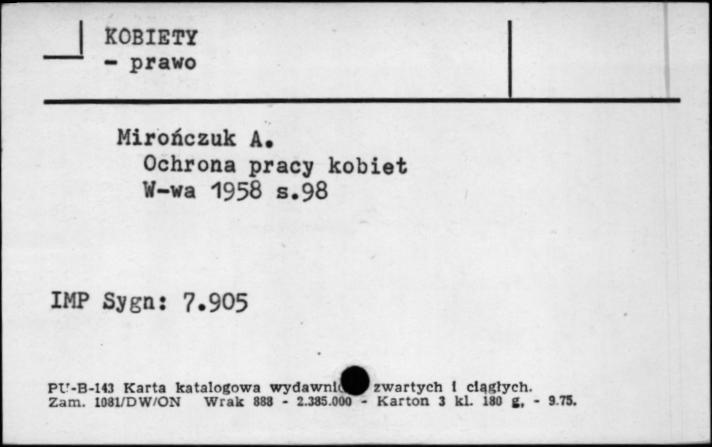 KOBIETY
- prawo
Mirończuk A.
Ochrona pracy kobiet
W-wa 1958 s.98
IMP Sygn: 7.905
PU-B-143 Karta katalogowa zwartych i ciągłych.
Zam. 1081/DW/ON Wrak 888 - 2.385.000 - Karton 3 kl. 180 g, - 9.75.